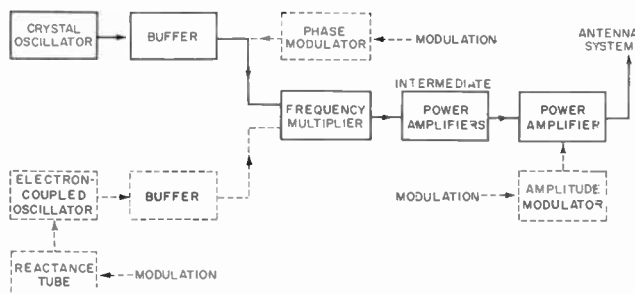 CRYSTAL
OSCILLATOR
BUFFER
PHASE
MODULATOR
MODULATION
ANTENNA
SYSTEM
FREQUENCY
MULTIPLIER
INTERMEDIATE
POWER
AMPLIFIERS
POWER
AMPLIFIER
ELECTRON-
COUPLED
OSCILLATOR
BUFFER
MODULATION
AMPLITUDE
MODULATOR
REACTANCE
TUBE
MODULATION